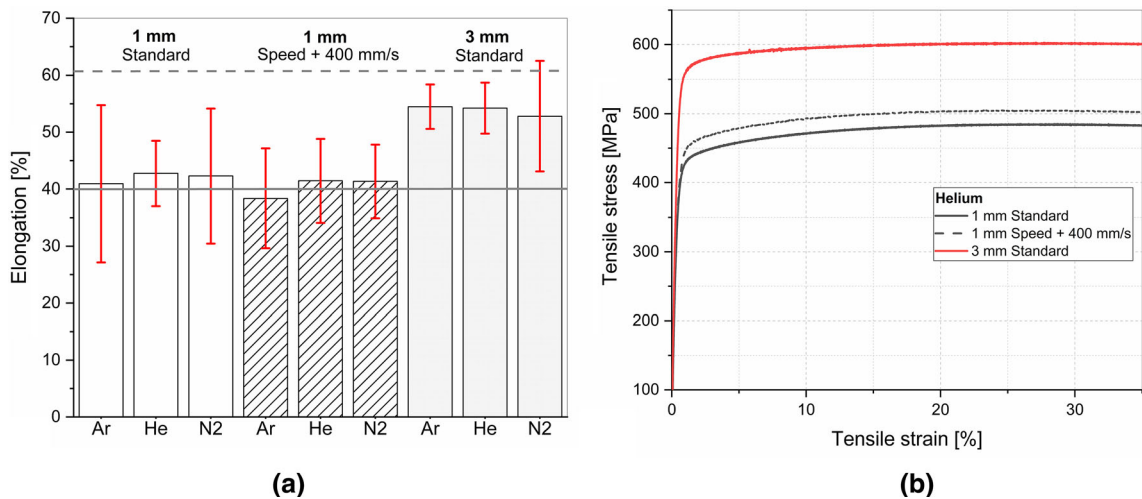 70
60
50
40
30
20
10
0
Elongation [%]
1 mm
Standard
1 mm
Speed + 400 mm/s
3 mm
Standard
Ar
He
N2
Ar
He
N2
Ar
He
N2
(a)
600
500
400
300
200
100
Tensile stress [MPa]
Helium
1 mm Standard
1 mm Speed + 400 mm/s
3 mm Standard
0
10
20
30
Tensile strain [%]
(b)